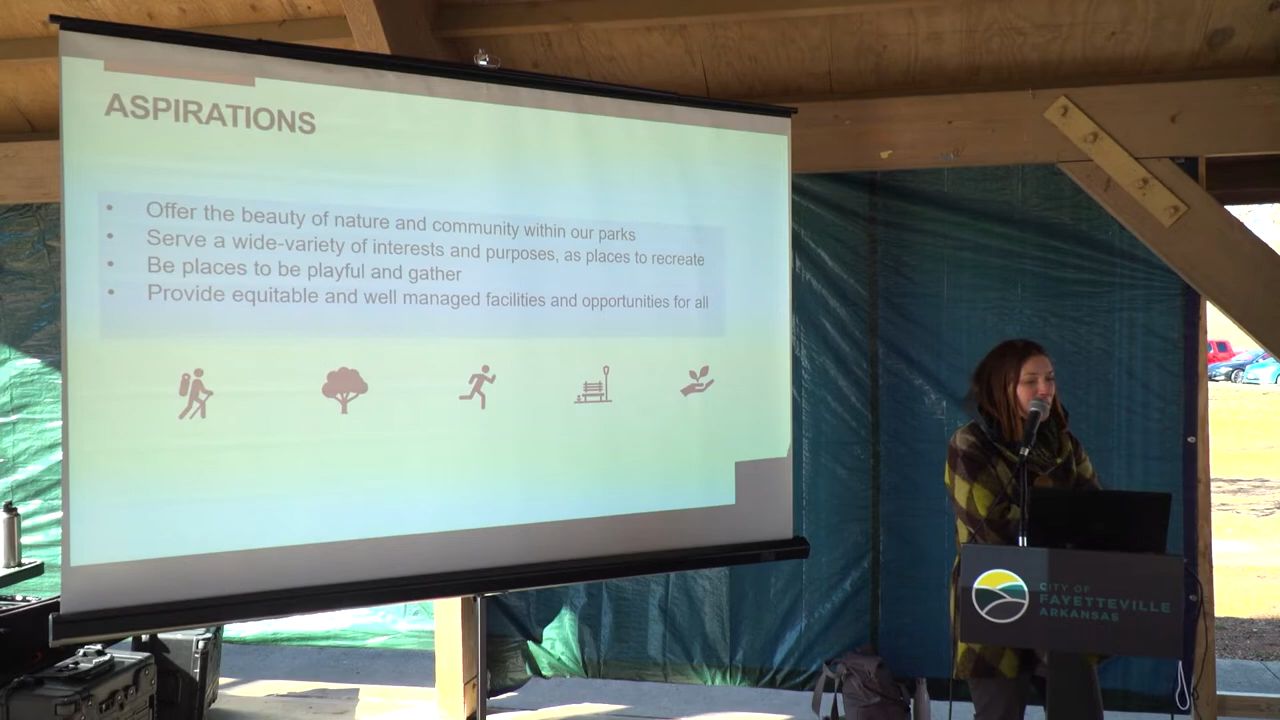 ASPIRATIONS
• Offer the beauty of nature and community within our parks
• Serve a wide-variety of interests and purposes, as places to recreate
• Be places to be playful and gather
• Provide equitable and well managed facilities and opportunities for all
CITY OF
FAYETTEVILLE
ARKANSAS